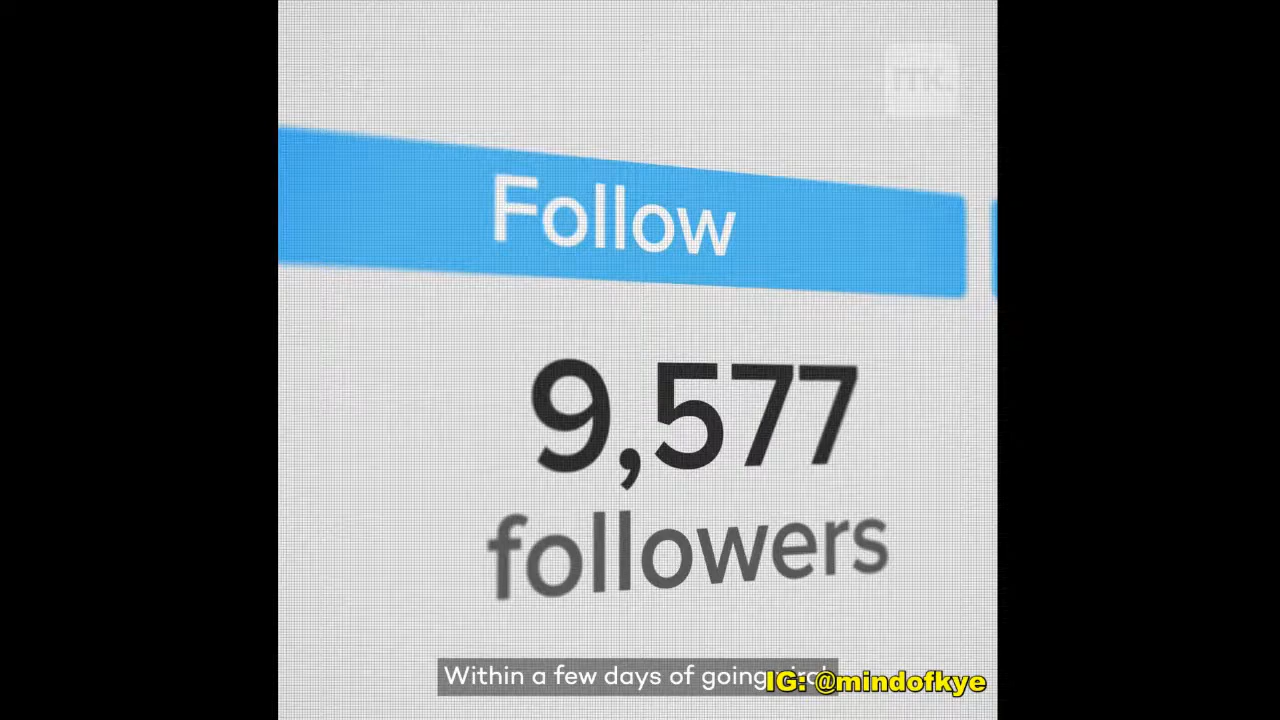 Follow
9,577
followers
Within a few days of going
IG: @mindofkye